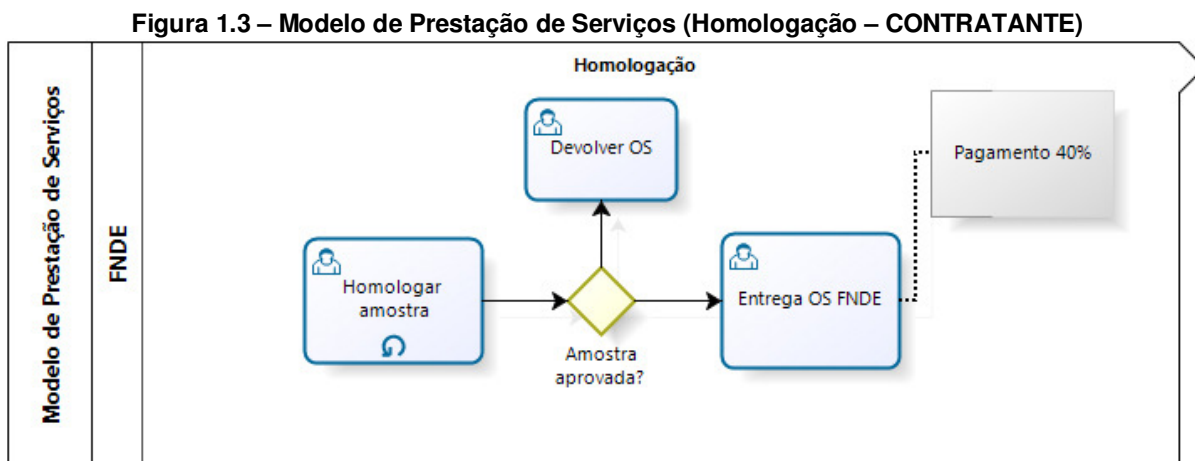 Figura 1.3 – Modelo de Prestação de Serviços (Homologação – CONTRATANTE)
Modelo de Prestação de Serviços
FNDE
Homologação
Devolver OS
Pagamento 40%
Homologar
amostra
Entrega OS FNDE
Amostra
aprovada?